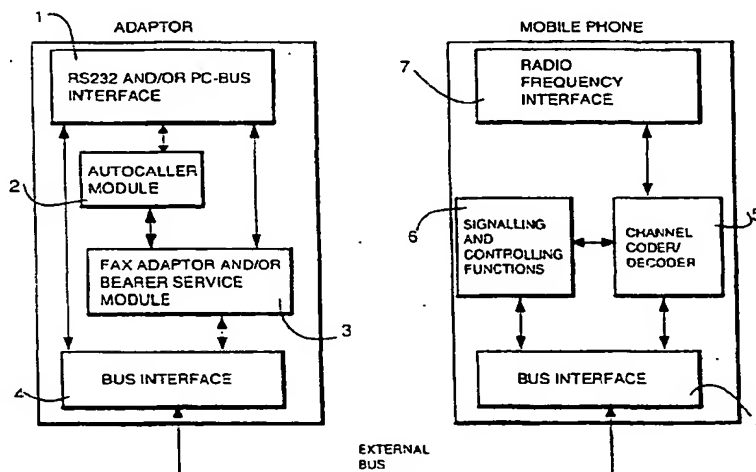 ADAPTOR
1
RS232 AND/OR PC-BUS
INTERFACE
2
AUTOCALLER
MODULE
FAX ADAPTOR AND/OR
BEARER SERVICE
MODULE
3
4
BUS INTERFACE
MOBILE PHONE
7
RADIO
FREQUENCY
INTERFACE
6
SIGNALLING
AND
CONTROLLING
FUNCTIONS
5
CHANNEL
CODER/
DECODER
BUS INTERFACE
EXTERNAL
BUS